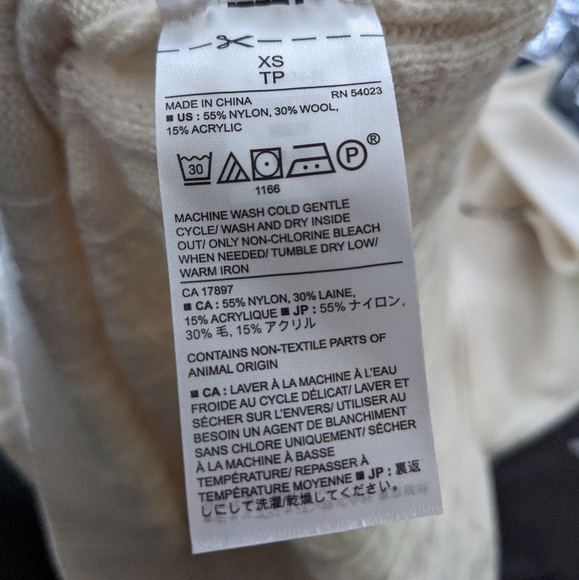 XS
TP
MADE IN CHINA RN 54023
■ US : 55% NYLON, 30% WOOL,
15% ACRYLIC
30 P®
1166
MACHINE WASH COLD GENTLE
CYCLE/ WASH AND DRY INSIDE
OUT/ ONLY NON-CHLORINE BLEACH
WHEN NEEDED/ TUMBLE DRY LOW/
WARM IRON
CA 17897
■ CA : 55% NYLON, 30% LAINE,
15% ACRYLIQUE ■ JP : 55% ナイロン,
30% 毛, 15% アクリル
CONTAINS NON-TEXTILE PARTS OF
ANIMAL ORIGIN
■ CA : LAVER À LA MACHINE À L'EAU
FROIDE AU CYCLE DÉLICAT/ LAVER ET
SÉCHER SUR L'ENVERS/ UTILISER AU
BESOIN UN AGENT DE BLANCHIMENT
SANS CHLORE UNIQUEMENT/ SÉCHER
À LA MACHINE À BASSE
TEMPÉRATURE/ REPASSER À
TEMPÉRATURE MOYENNE ■ JP : 裏返
しにして洗濯/乾燥してください。